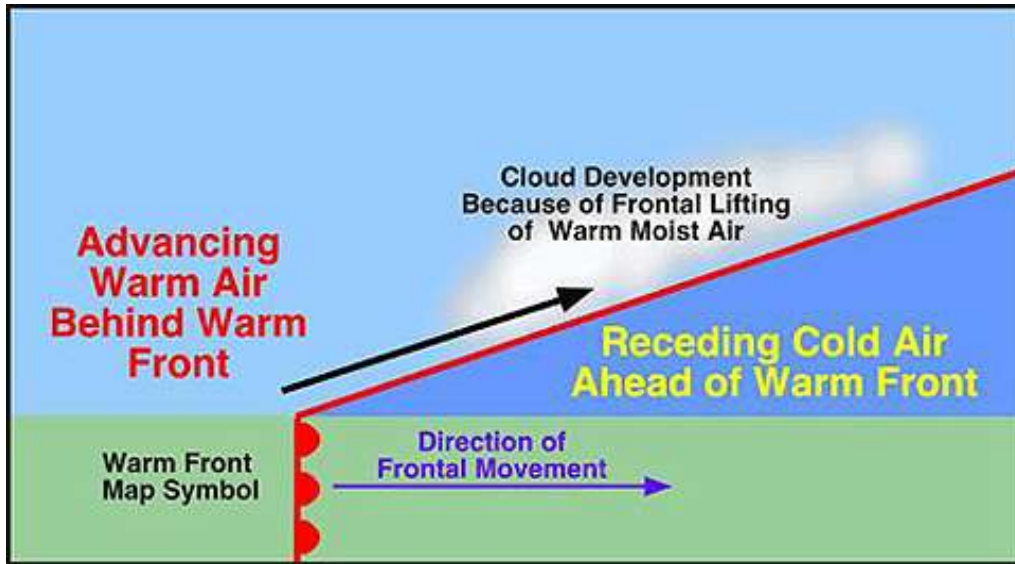 Cloud Development
Because of Frontal Lifting
of Warm Moist Air
Advancing
Warm Air
Behind Warm
Front
Receding Cold Air
Ahead of Warm Front
Warm Front
Map Symbol
Direction of
Frontal Movement